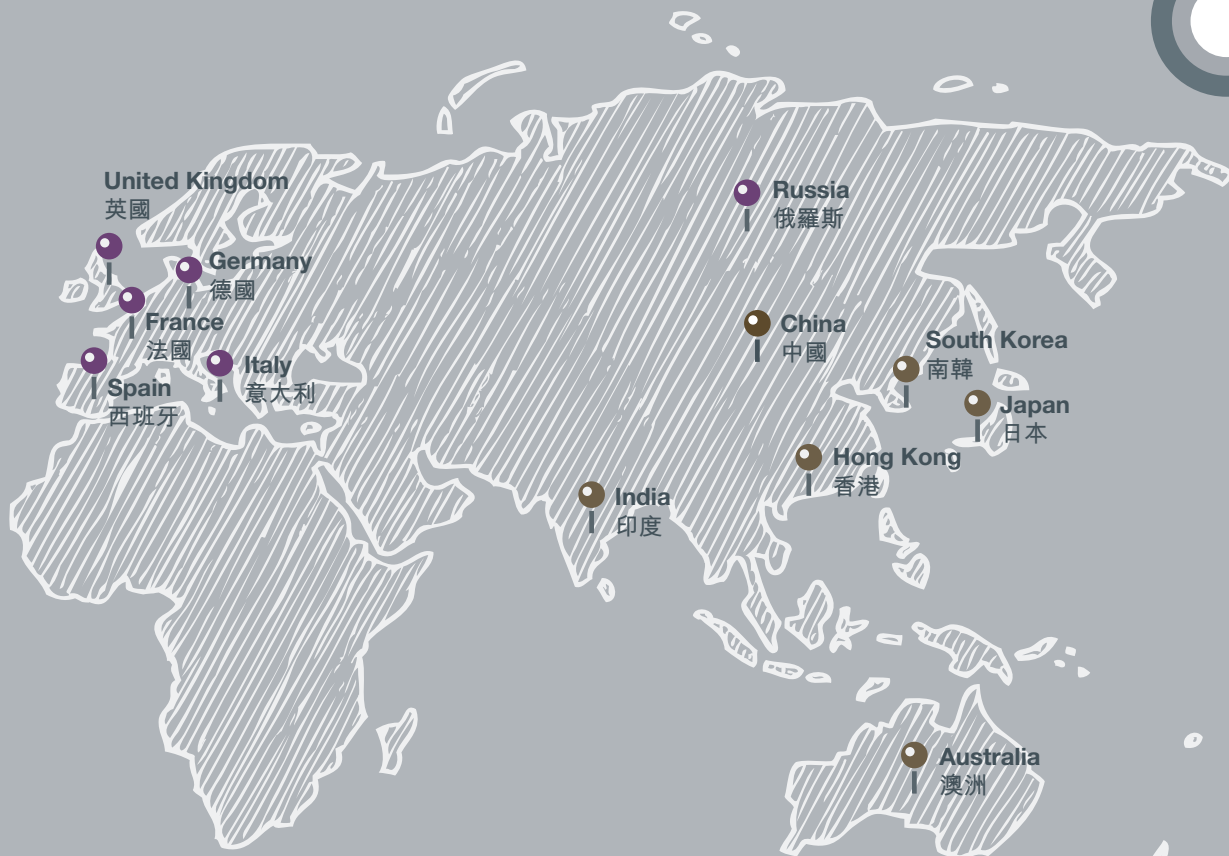 United Kingdom
英國
Germany
德國
France
法國
Spain
西班牙
Italy
意大利
Russia
俄羅斯
China
中國
South Korea
南韓
Japan
日本
Hong Kong
香港
India
印度
Australia
澳洲